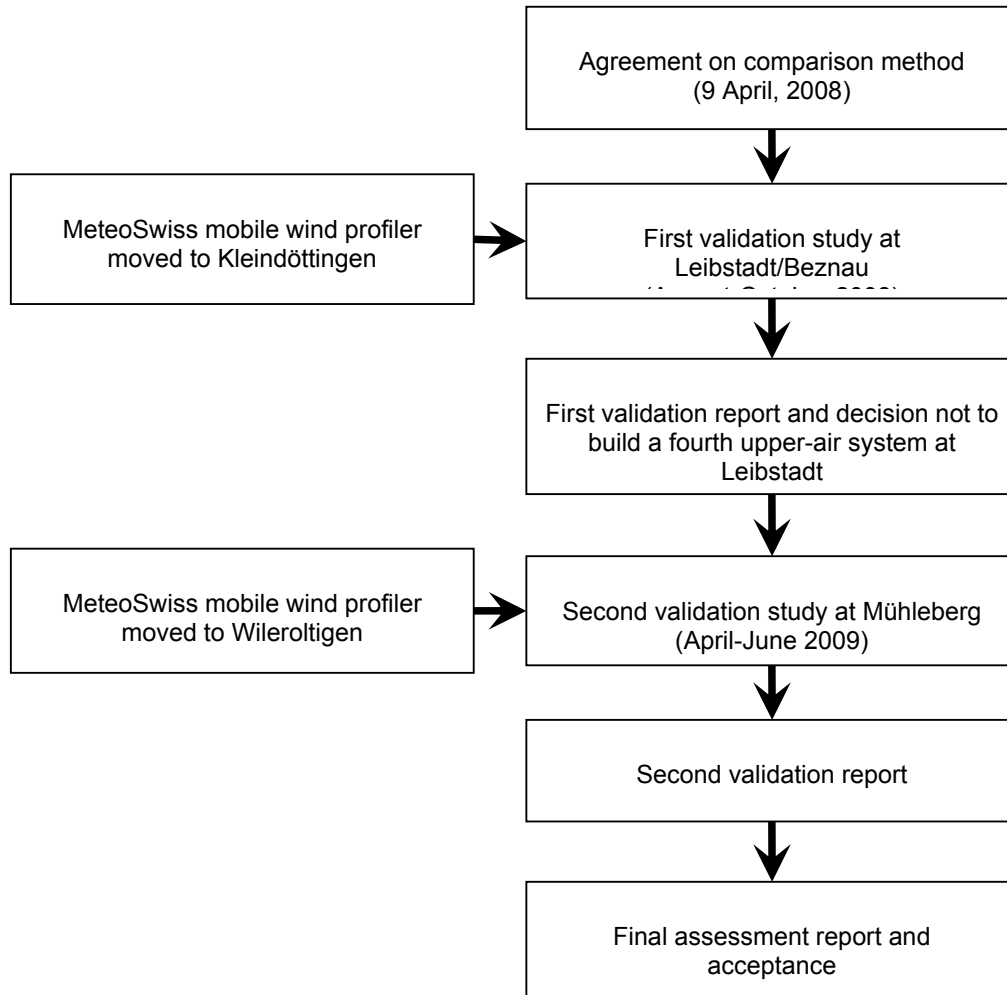 Agreement on comparison method
(9 April, 2008)
MeteoSwiss mobile wind profiler
moved to Kleindöttingen
First validation study at
Leibstadt/Beznau
First validation report and decision not to
build a fourth upper-air system at
Leibstadt
MeteoSwiss mobile wind profiler
moved to Wileroltigen
Second validation study at Mühleberg
(April-June 2009)
Second validation report
Final assessment report and
acceptance